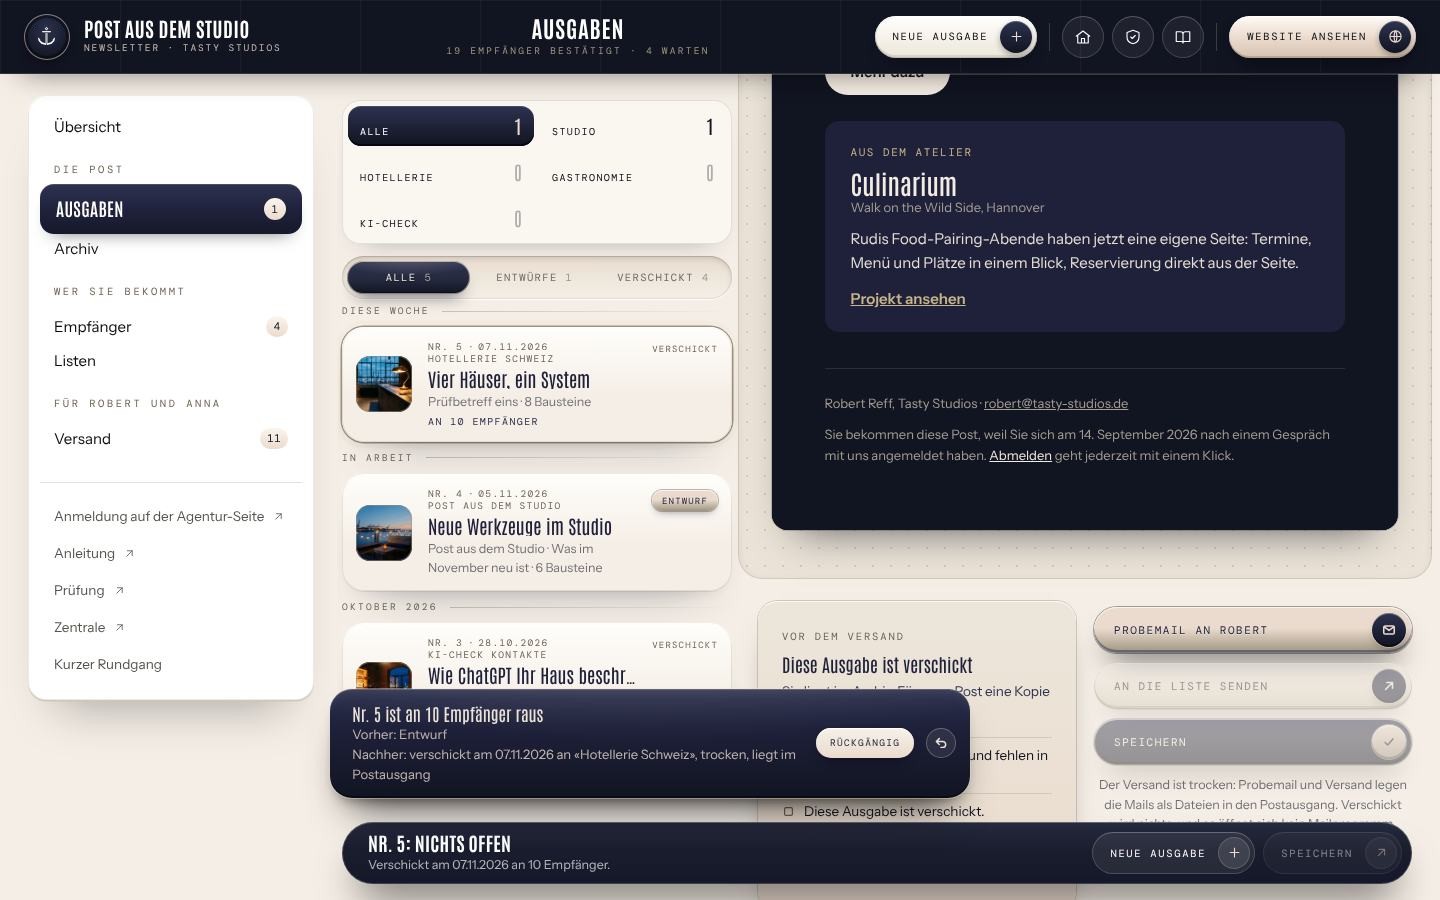 POST AUS DEM STUDIO
NEWSLETTER · TASTY STUDIOS
AUSGABEN
19 EMPFÄNGER BESTÄTIGT · 4 WARTEN
NEUE AUSGABE
WEBSITE ANSEHEN
Übersicht
DIE POST
AUSGABEN 1
Archiv
WER SIE BEKOMMT
Empfänger 4
Listen
FÜR ROBERT UND ANNA
Versand 11
Anmeldung auf der Agentur-Seite
Anleitung
Prüfung
Zentrale
Kurzer Rundgang
ALLE 1
STUDIO 1
HOTELLERIE 0
GASTRONOMIE 0
KI-CHECK 0
ALLE 5
ENTWÜRFE 1
VERSCHICKT 4
DIESE WOCHE
NR. 5 · 07.11.2026
HOTELLERIE SCHWEIZ
VERSCHICKT
Vier Häuser, ein System
Prüfbetreff eins · 8 Bausteine
AN 10 EMPFÄNGER
IN ARBEIT
NR. 4 · 05.11.2026
POST AUS DEM STUDIO
ENTWURF
Neue Werkzeuge im Studio
Post aus dem Studio · Was im
November neu ist · 6 Bausteine
OKTOBER 2026
NR. 3 · 28.10.2026
KI-CHECK KONTAKTE
VERSCHICKT
Wie ChatGPT Ihr Haus beschr…
Mehr dazu
AUS DEM ATELIER
Culinarium
Walk on the Wild Side, Hannover
Rudis Food-Pairing-Abende haben jetzt eine eigene Seite: Termine,
Menü und Plätze in einem Blick, Reservierung direkt aus der Seite.
Projekt ansehen
Robert Reff, Tasty Studios · robert@tasty-studios.de
Sie bekommen diese Post, weil Sie sich am 14. September 2026 nach einem Gespräch
mit uns angemeldet haben. Abmelden geht jederzeit mit einem Klick.
VOR DEM VERSAND
Diese Ausgabe ist verschickt
Post eine Kopie
und fehlen in
Diese Ausgabe ist verschickt.
PROBEMAIL AN ROBERT
AN DIE LISTE SENDEN
SPEICHERN
Der Versand ist trocken: Probemail und Versand legen
die Mails als Dateien in den Postausgang. Verschickt
Nr. 5 ist an 10 Empfänger raus
Vorher: Entwurf
Nachher: verschickt am 07.11.2026 an «Hotellerie Schweiz», trocken, liegt im
Postausgang
RÜCKGÄNGIG
NR. 5: NICHTS OFFEN
Verschickt am 07.11.2026 an 10 Empfänger.
NEUE AUSGABE
SPEICHERN